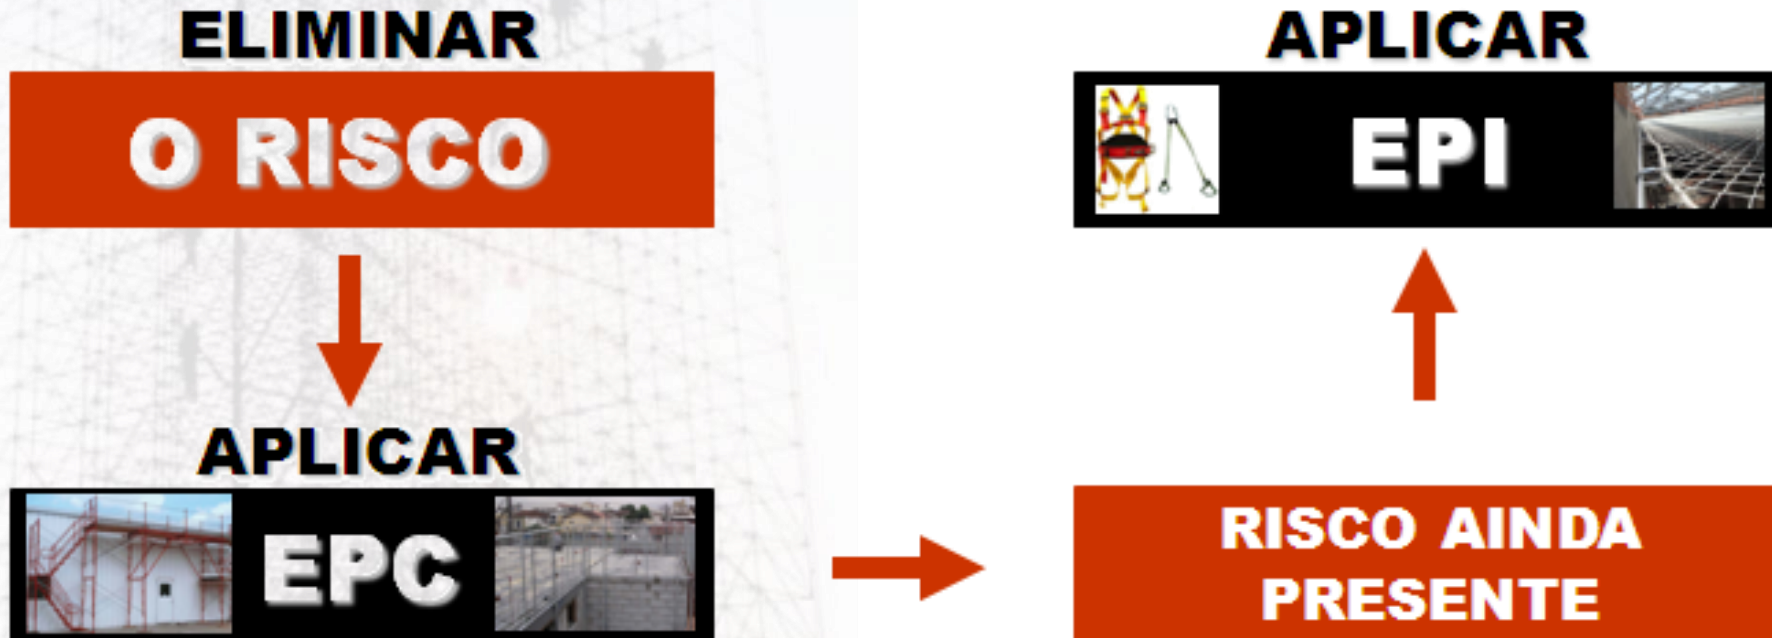 ELIMINAR
O RISCO
APLICAR
EPC
RISCO AINDA
PRESENTE
APLICAR
EPI